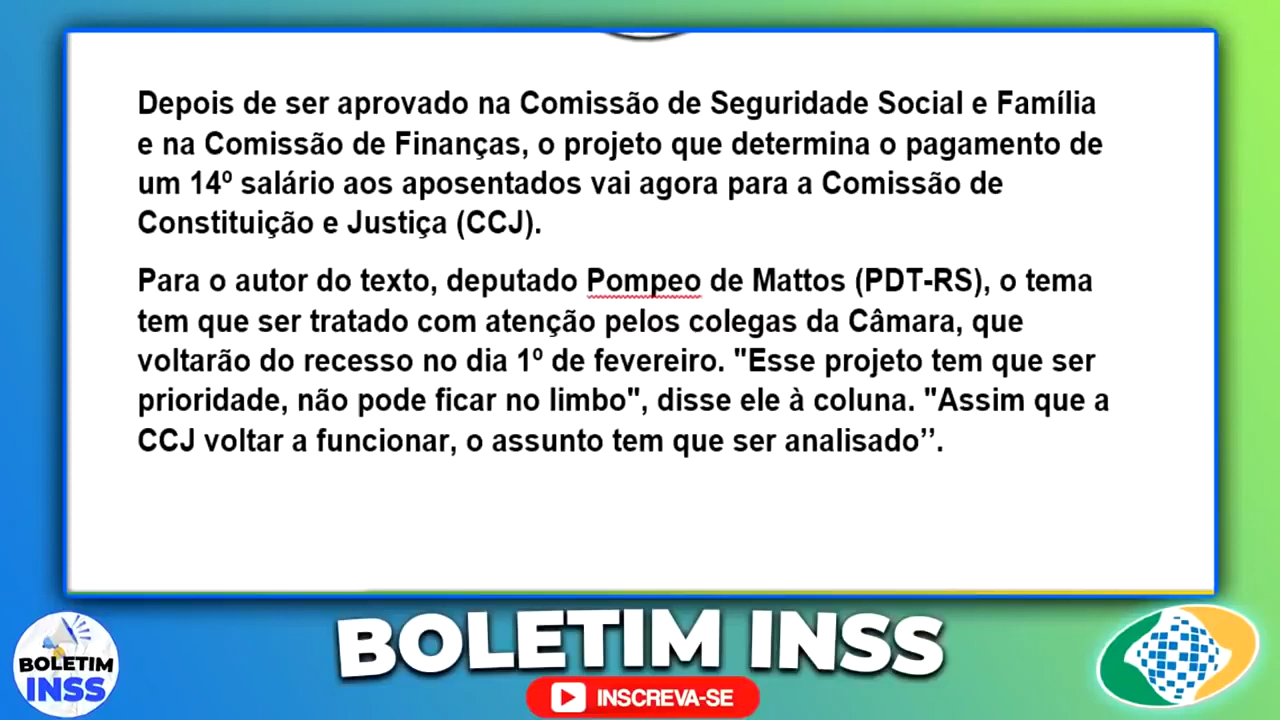 Depois de ser aprovado na Comissão de Seguridade Social e Família
e na Comissão de Finanças, o projeto que determina o pagamento de
um 14º salário aos aposentados vai agora para a Comissão de
Constituição e Justiça (CCJ).
Para o autor do texto, deputado Pompeo de Mattos (PDT-RS), o tema
tem que ser tratado com atenção pelos colegas da Câmara, que
voltarão do recesso no dia 1º de fevereiro. "Esse projeto tem que ser
prioridade, não pode ficar no limbo", disse ele à coluna. "Assim que a
CCJ voltar a funcionar, o assunto tem que ser analisado’’.
BOLETIM
INSS
BOLETIM INSS
INSCREVA-SE